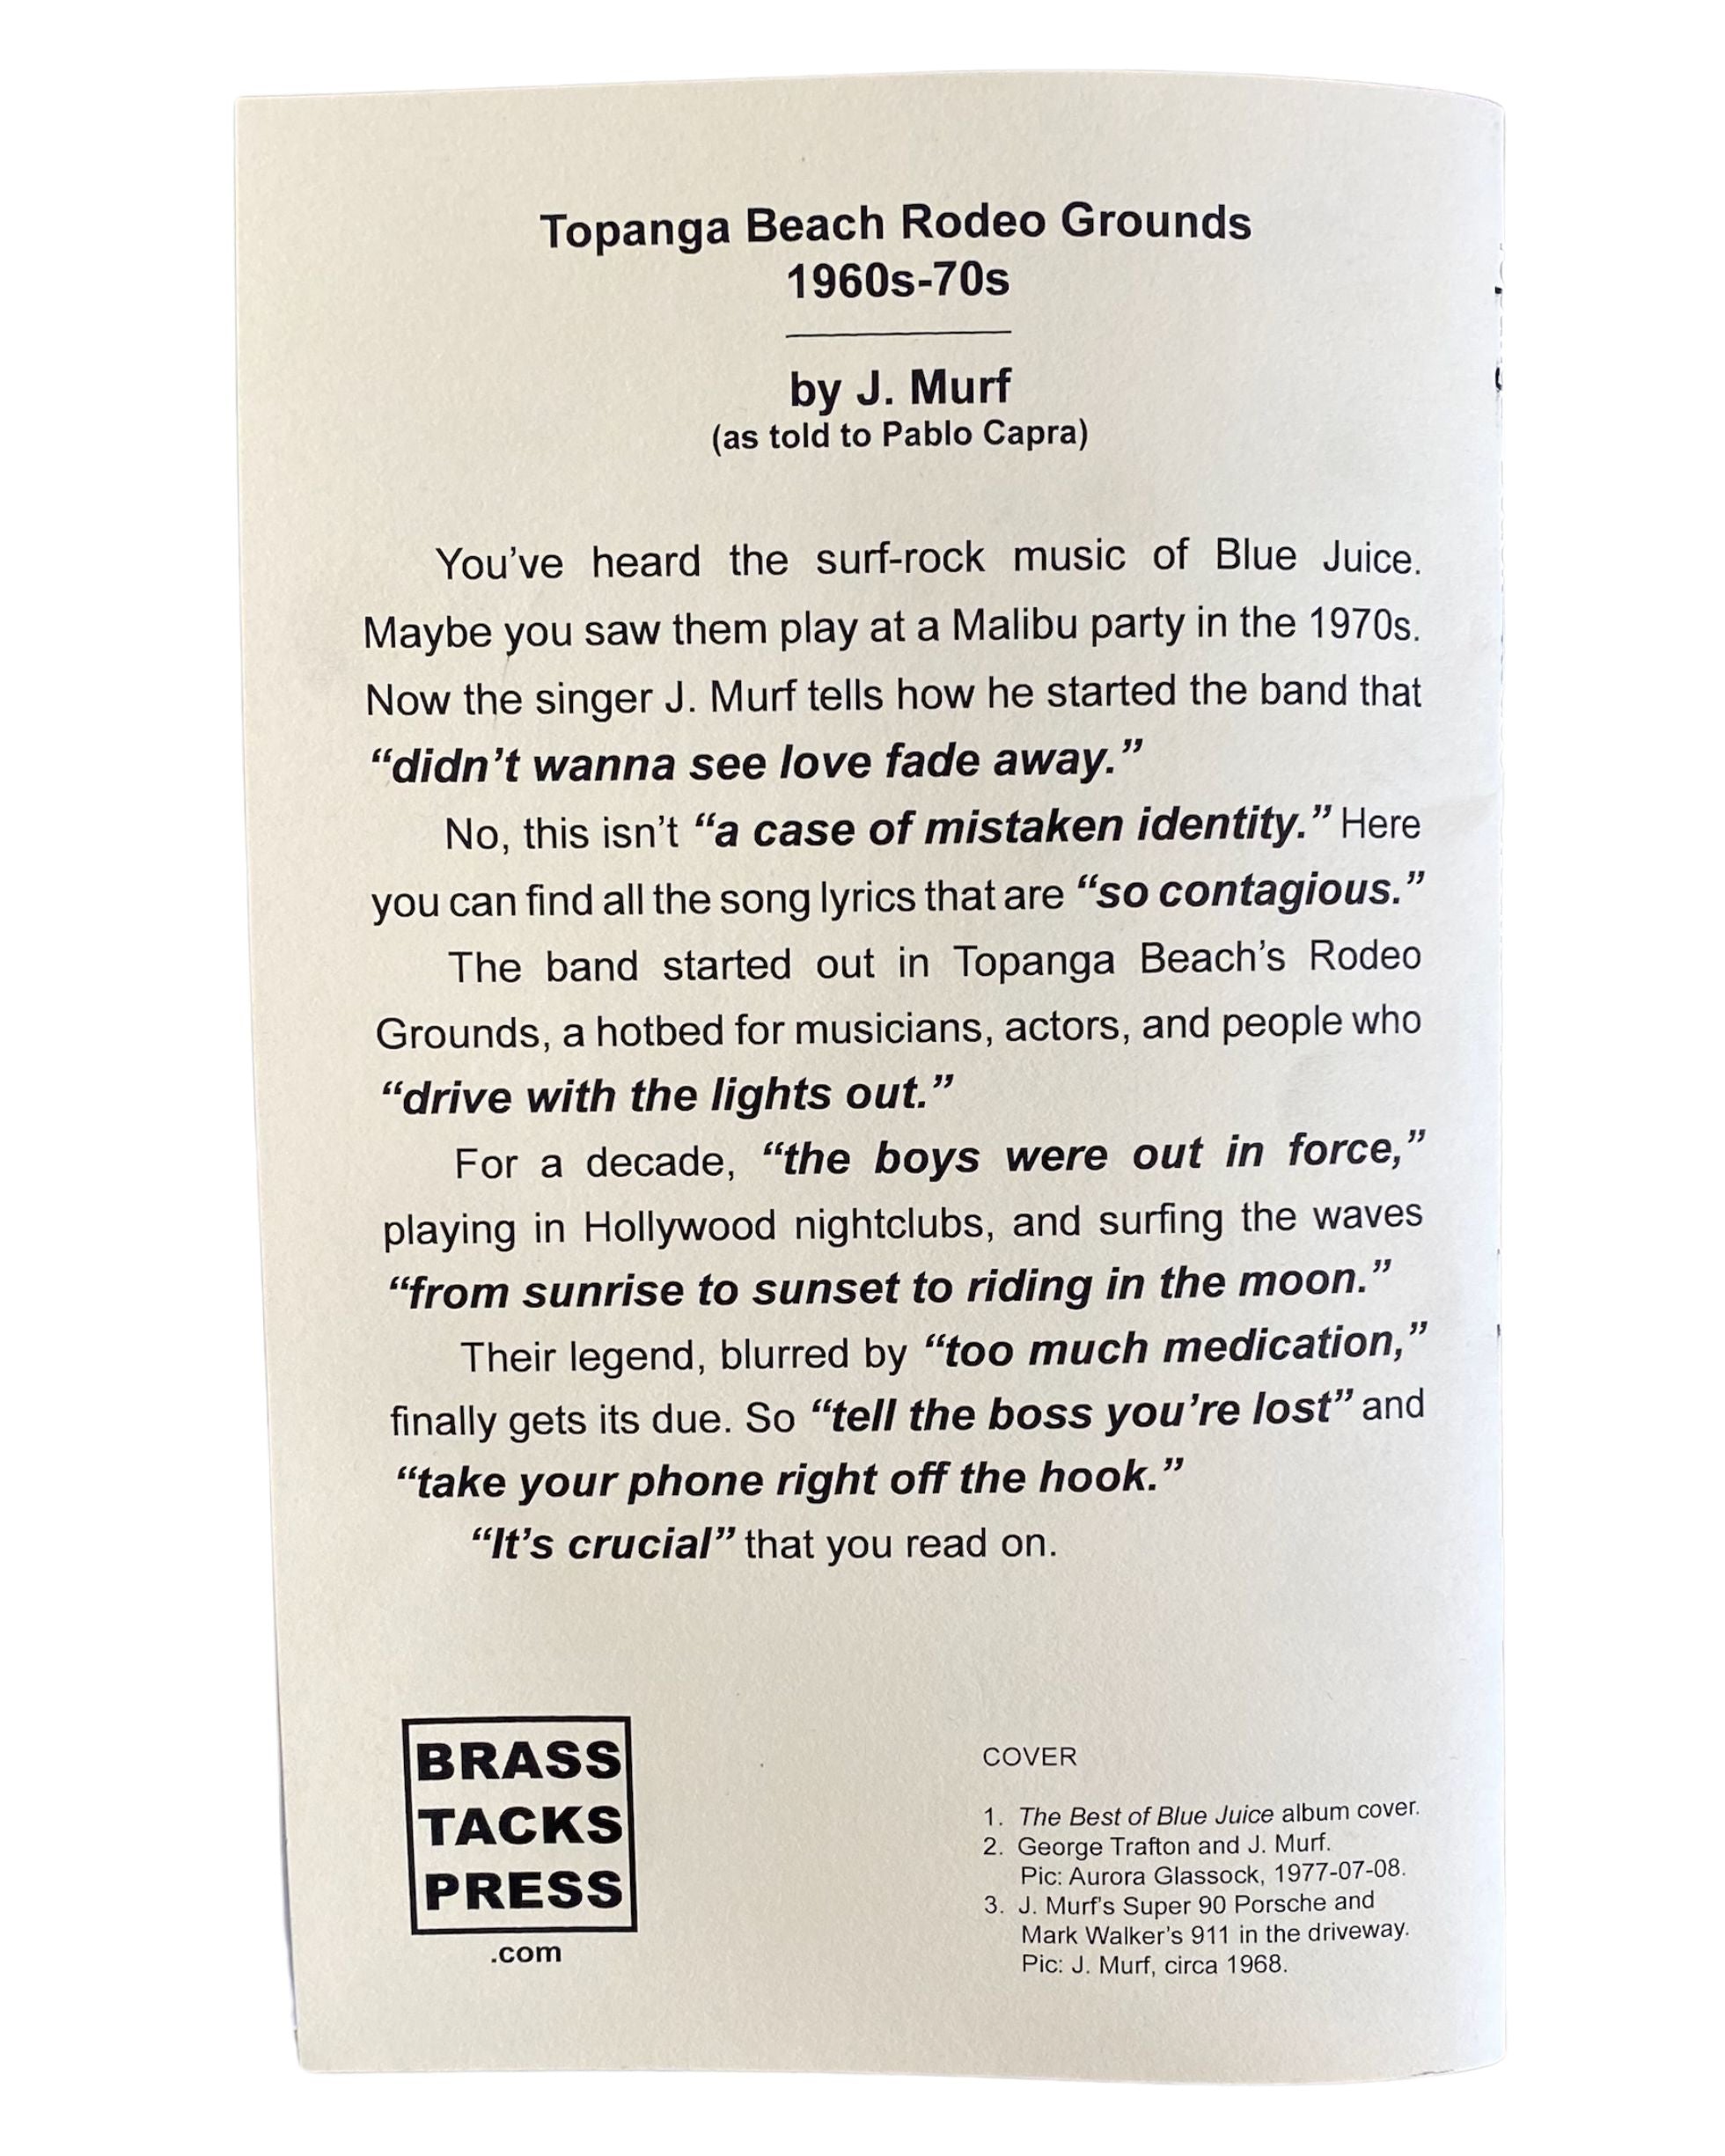 Topanga Beach Rodeo Grounds
1960s-70s
by J. Murf
(as told to Pablo Capra)
You’ve heard the surf-rock music of Blue Juice.
Maybe you saw them play at a Malibu party in the 1970s.
Now the singer J. Murf tells how he started the band that
“didn’t wanna see love fade away.”
No, this isn’t “a case of mistaken identity.” Here
you can find all the song lyrics that are “so contagious.”
The band started out in Topanga Beach’s Rodeo
Grounds, a hotbed for musicians, actors, and people who
“drive with the lights out.”
For a decade, “the boys were out in force,”
playing in Hollywood nightclubs, and surfing the waves
“from sunrise to sunset to riding in the moon.”
Their legend, blurred by “too much medication,”
finally gets its due. So “tell the boss you’re lost” and
“take your phone right off the hook.”
“It’s crucial” that you read on.
BRASS
TACKS
PRESS
.com
COVER
1. The Best of Blue Juice album cover.
2. George Trafton and J. Murf.
Pic: Aurora Glassock, 1977-07-08.
3. J. Murf’s Super 90 Porsche and
Mark Walker’s 911 in the driveway.
Pic: J. Murf, circa 1968.